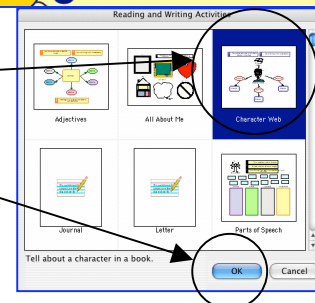 Reading and Writing Activities
Adjectives
All About Me
Character Web
Journal
Letter
Parts of Speech
Tell about a character in a book.
OK
Cancel